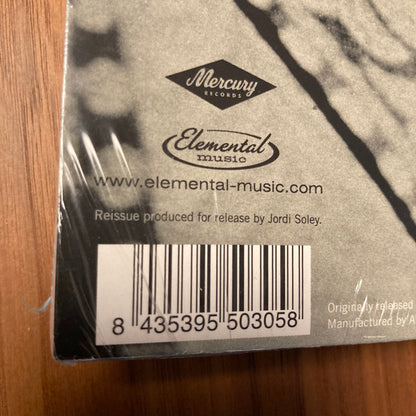 Mercury
RECORDS
Elemental
music
www.elemental-music.com
Reissue produced for release by Jordi Soley.
8 435395 503058
Originally released
Manufactured by A